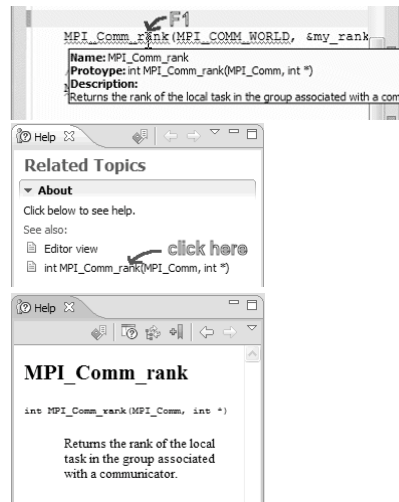 F1
MPI_Comm_rank(MPI_COMM_WORLD, &my_rank
Name: MPI_Comm_rank
Protoype: int MPI_Comm_rank(MPI_Comm, int *)
Description:
Returns the rank of the local task in the group associated with a com
Help
Related Topics
About
Click below to see help.
See also:
Editor view
click here
int MPI_Comm_rank(MPI_Comm, int *)
Help
MPI_Comm_rank
int MPI_Comm_rank(MPI_Comm, int *)
Returns the rank of the local
task in the group associated
with a communicator.